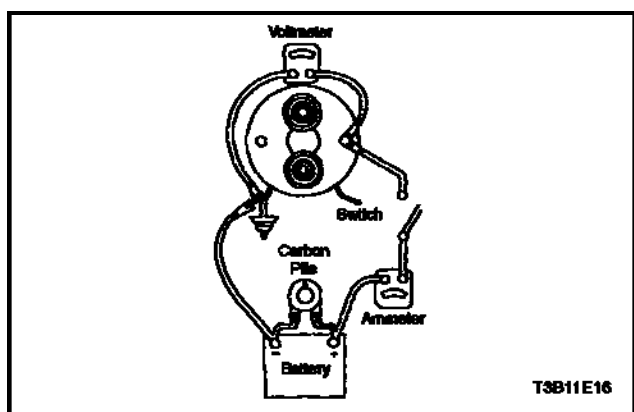 Voltmeter
Switch
Carbon
Pile
Ammeter
- +
Battery
T3B11E16